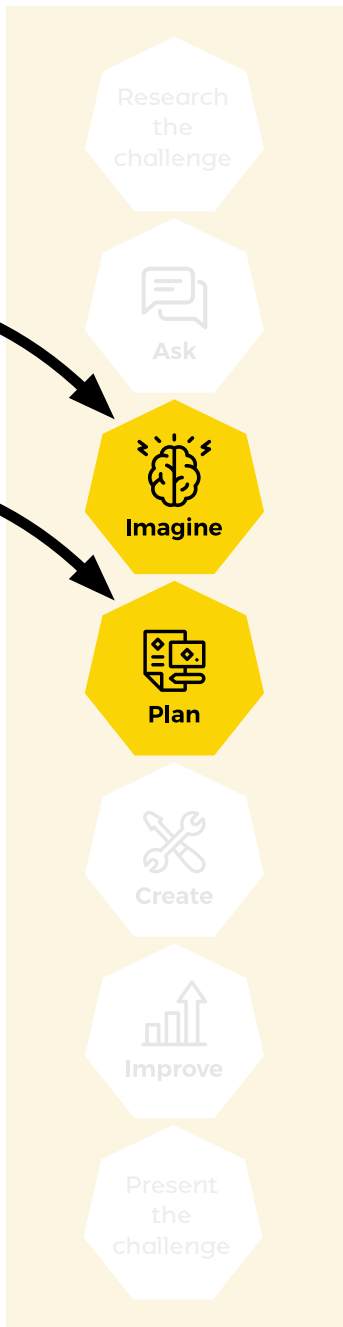 Research
the
challenge
Ask
Imagine
Plan
Create
Improve
Present
the
challenge